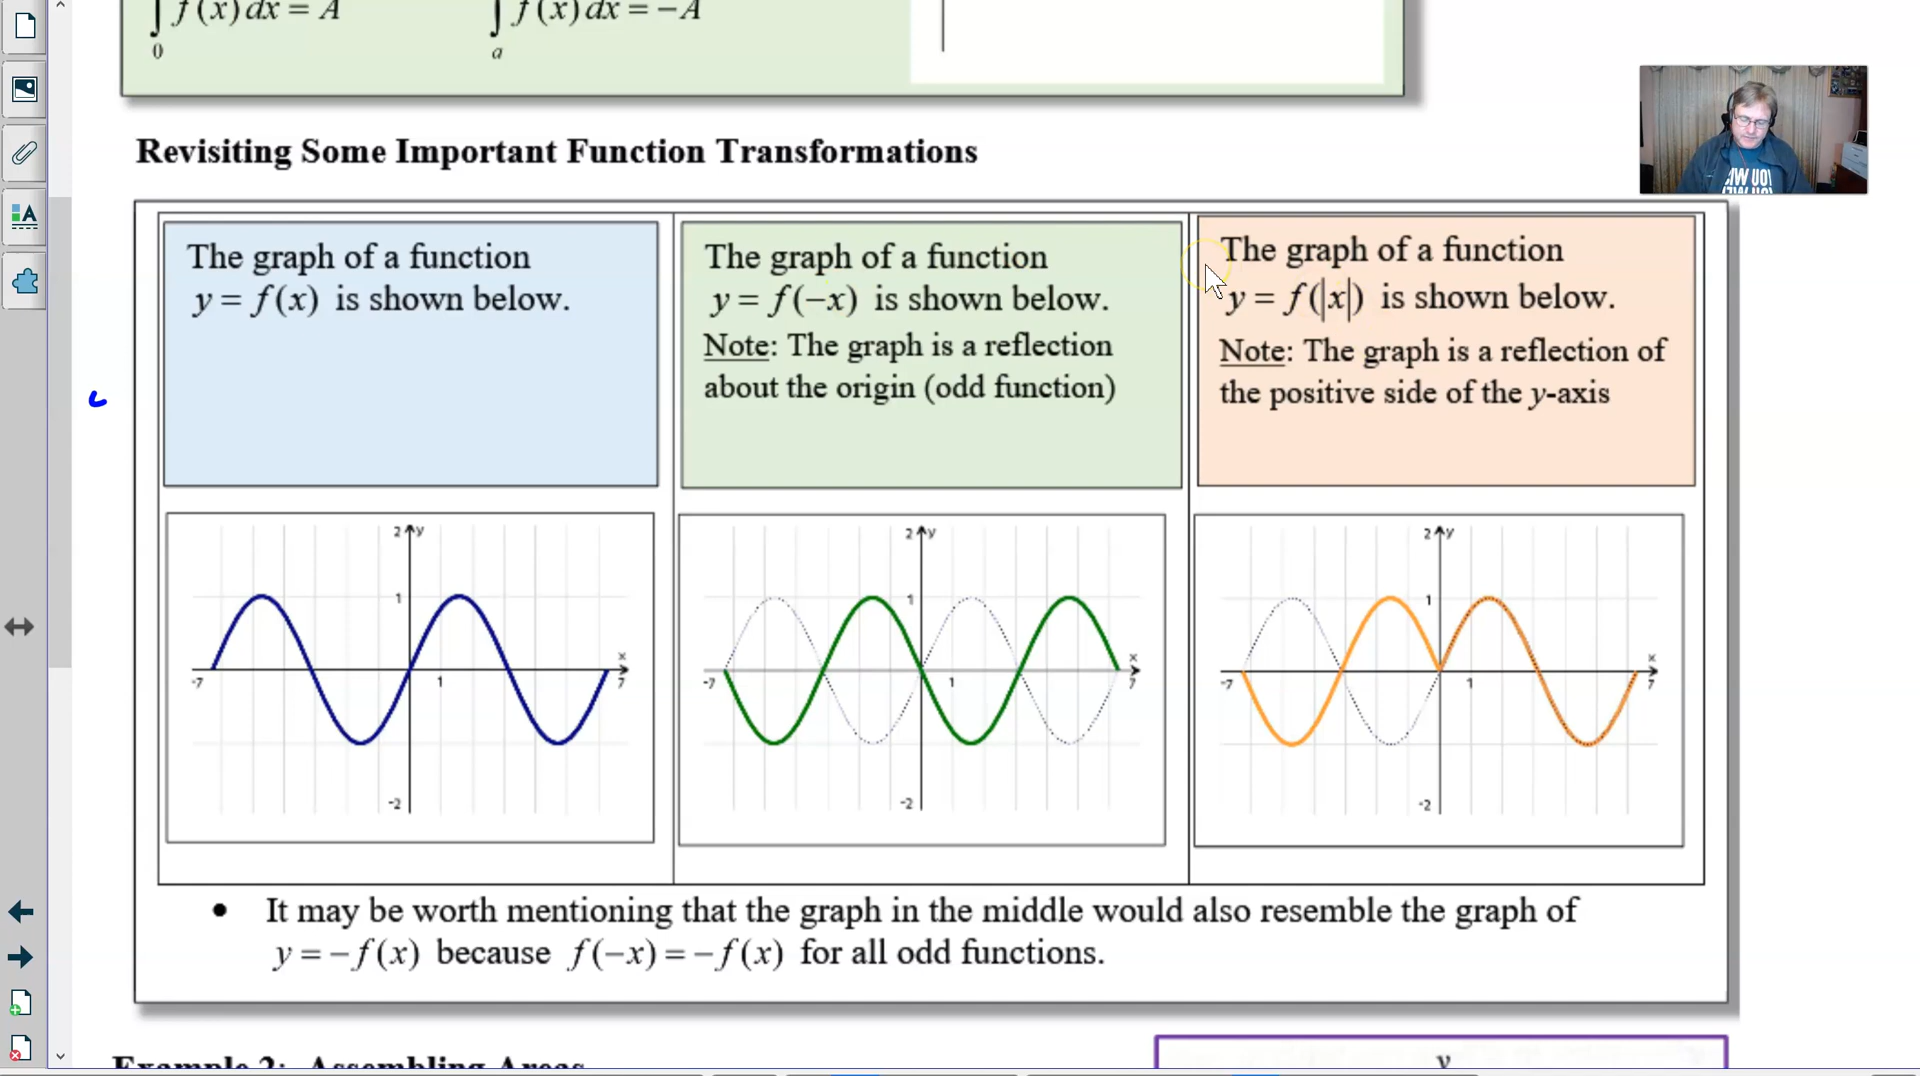 ∫ f(x) dx = A    ∫ f(x) dx = −A
0    a
Revisiting Some Important Function Transformations
The graph of a function
y = f(x) is shown below.
The graph of a function
y = f(−x) is shown below.
Note: The graph is a reflection
about the origin (odd function)
The graph of a function
y = f(|x|) is shown below.
Note: The graph is a reflection of
the positive side of the y-axis
2 y
1
x
-7 1 7
-2
2 y
1
x
-7 1 7
-2
2 y
1
x
-7 1 7
-2
• It may be worth mentioning that the graph in the middle would also resemble the graph of
y = −f(x) because f(−x) = −f(x) for all odd functions.
Example 2: Assembling Areas
y